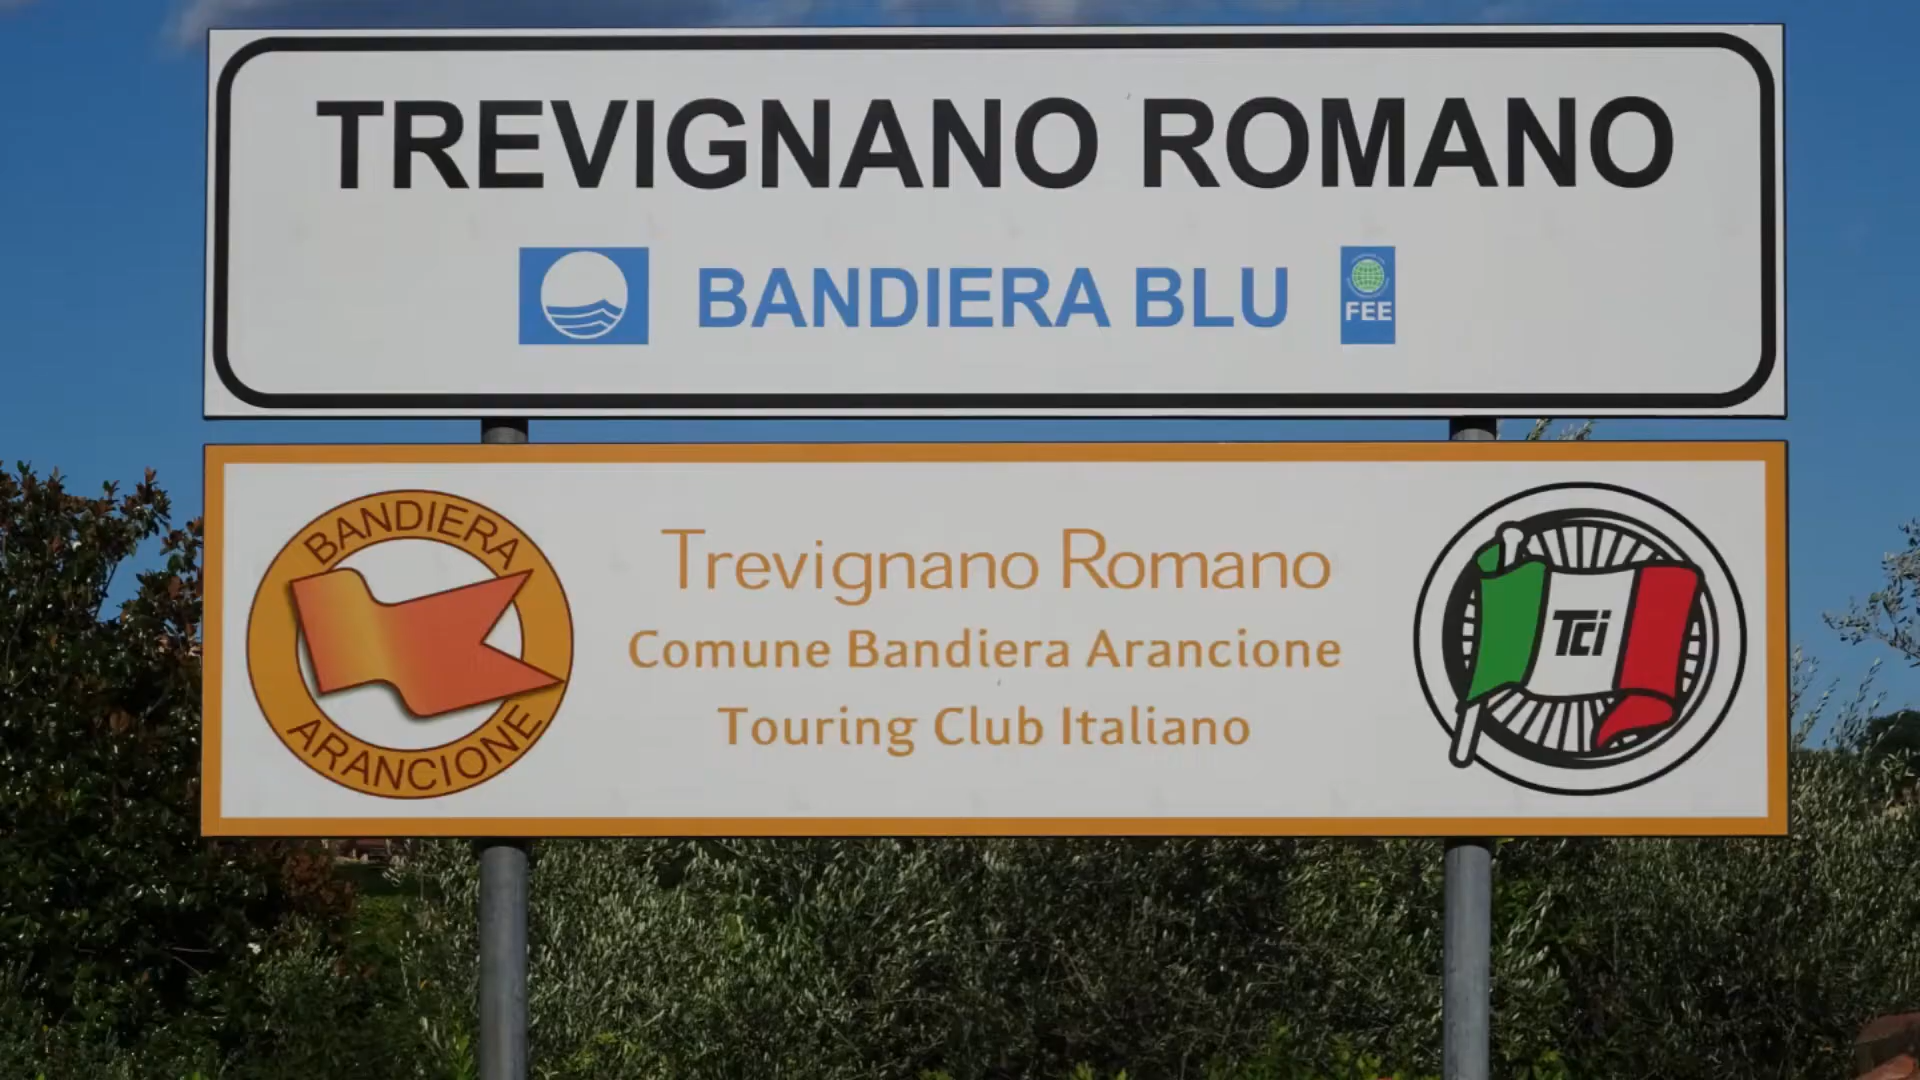 TREVIGNANO ROMANO
BANDIERA BLU
FEE
BANDIERA
ARANCIONE
Trevignano Romano
Comune Bandiera Arancione
Touring Club Italiano
Tci